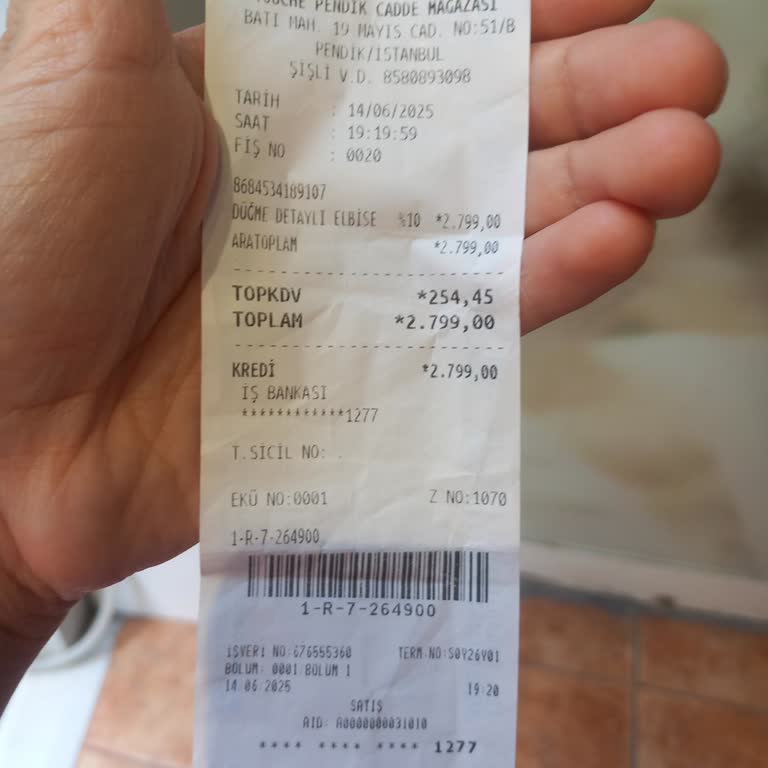 PENDİK CADDE MAĞAZASI
BATI MAH. 19 MAYIS CAD. NO:51/B
PENDİK/İSTANBUL
ŞİŞLİ V.D. 8580893098
TARİH : 14/06/2025
SAAT : 19:19:59
FİŞ NO : 0020
8684534189107
DÜĞME DETAYLI ELBİSE %10 *2.799,00
ARATOPLAM *2.799,00
TOPKDV *254,45
TOPLAM *2.799,00
KREDİ *2.799,00
İŞ BANKASI
************1277
T.SİCİL NO: .
EKÜ NO:0001 Z NO:1070
1-R-7-264900
1-R-7-264900
İŞYERİ NO:676555360 TERM NO:S0Y26Y01
BÖLÜM: 0001 BÖLÜM 1
14.06.2025 19:20
SATIŞ
AID: A0000000031010
**** **** **** 1277